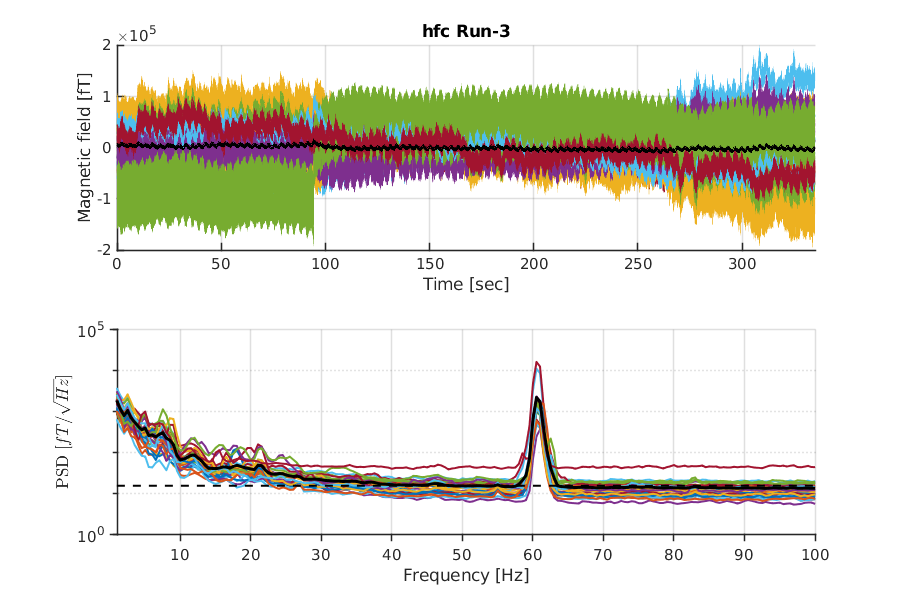 hfc Run-3
×10^5
Magnetic field [fT]
2
1
0
-1
-2
0 50 100 150 200 250 300
Time [sec]
PSD [fT/√Hz]
10^5
10^0
10 20 30 40 50 60 70 80 90 100
Frequency [Hz]